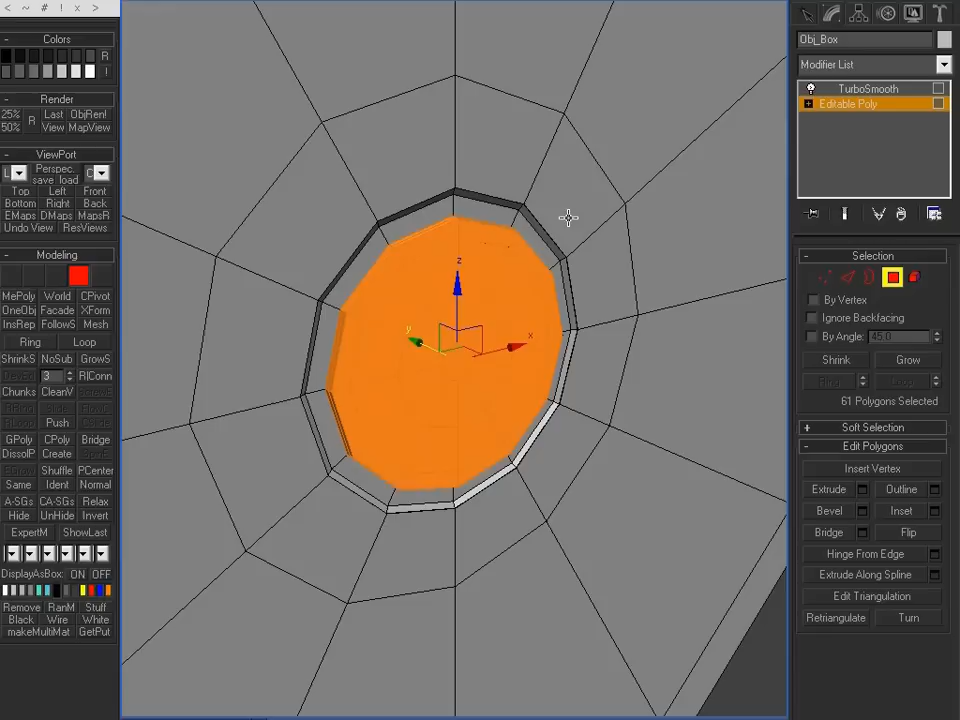 < ~ # ! x >
- Colors
R
!
- Render
25% R Last ObjRen!
50% View MapView
- ViewPort
L Perspec. C
save load
Top Left Front
Bottom Right Back
EMaps DMaps MapsR
Undo View ResViews
- Modeling
MePoly World CPivot
OneObj Facade XForm
InsRep FollowS Mesh
Ring Loop
ShrinkS NoSub GrowS
3 RlConn
Chunks CleanV
Push
GPoly CPoly Bridge
DissolP Create
Shuffle PCenter
Same Ident Normal
A-SGs CA-SGs Relax
Hide UnHide Invert
ExpertM ShowLast
DisplayAsBox: ON OFF
Remove RanM Stuff
Black Wire White
makeMultiMat GetPut
z
y
x
Obj_Box
Modifier List
TurboSmooth
Editable Poly
- Selection
By Vertex
Ignore Backfacing
By Angle: 45.0
Shrink Grow
Ring Loop
61 Polygons Selected
+ Soft Selection
- Edit Polygons
Insert Vertex
Extrude Outline
Bevel Inset
Bridge Flip
Hinge From Edge
Extrude Along Spline
Edit Triangulation
Retriangulate Turn